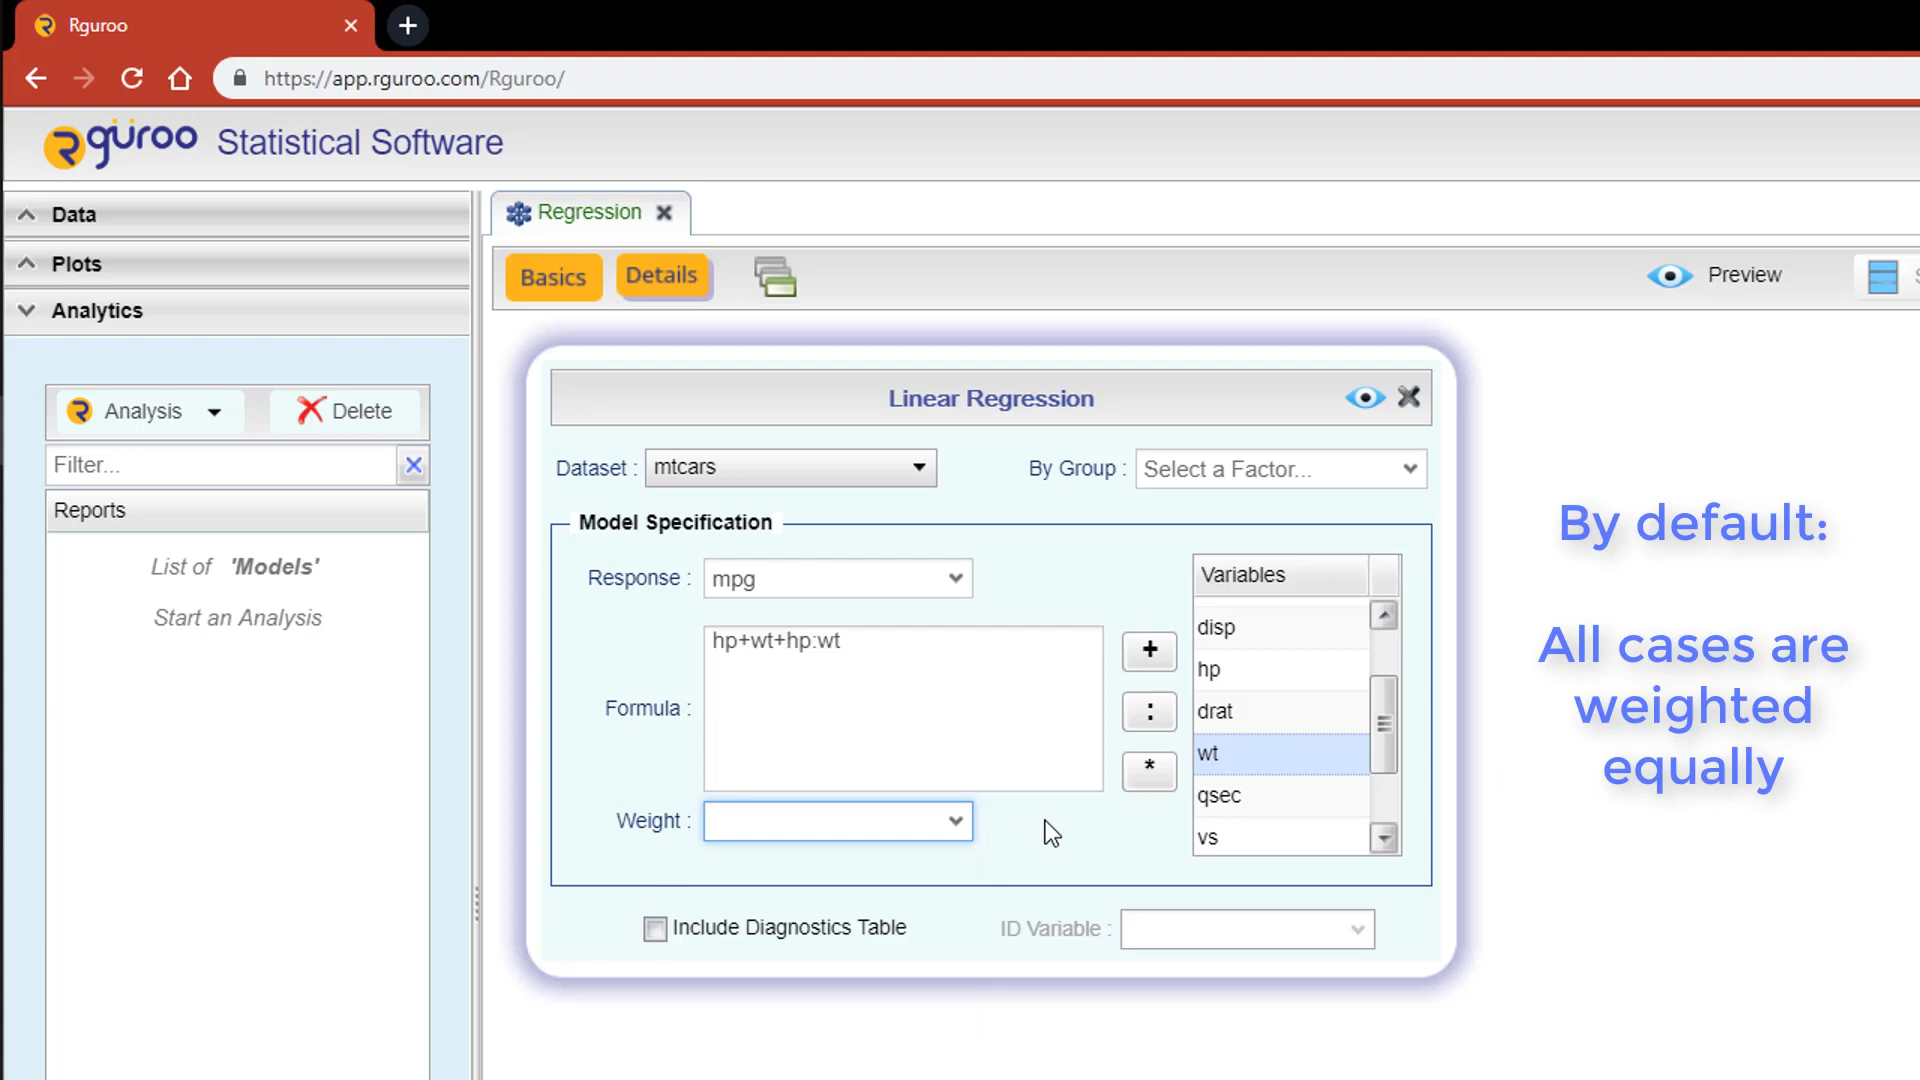 Rguroo
https://app.rguroo.com/Rguroo/
Rguroo Statistical Software
Data
Plots
Analytics
Analysis
Delete
Filter...
Reports
List of 'Models'
Start an Analysis
Regression
Basics
Details
Preview
Linear Regression
Dataset :
mtcars
By Group :
Select a Factor...
Model Specification
Response :
mpg
Formula :
hp+wt+hp:wt
+
:
*
Weight :
Variables
disp
hp
drat
wt
qsec
vs
Include Diagnostics Table
ID Variable :
By default:
All cases are
weighted
equally